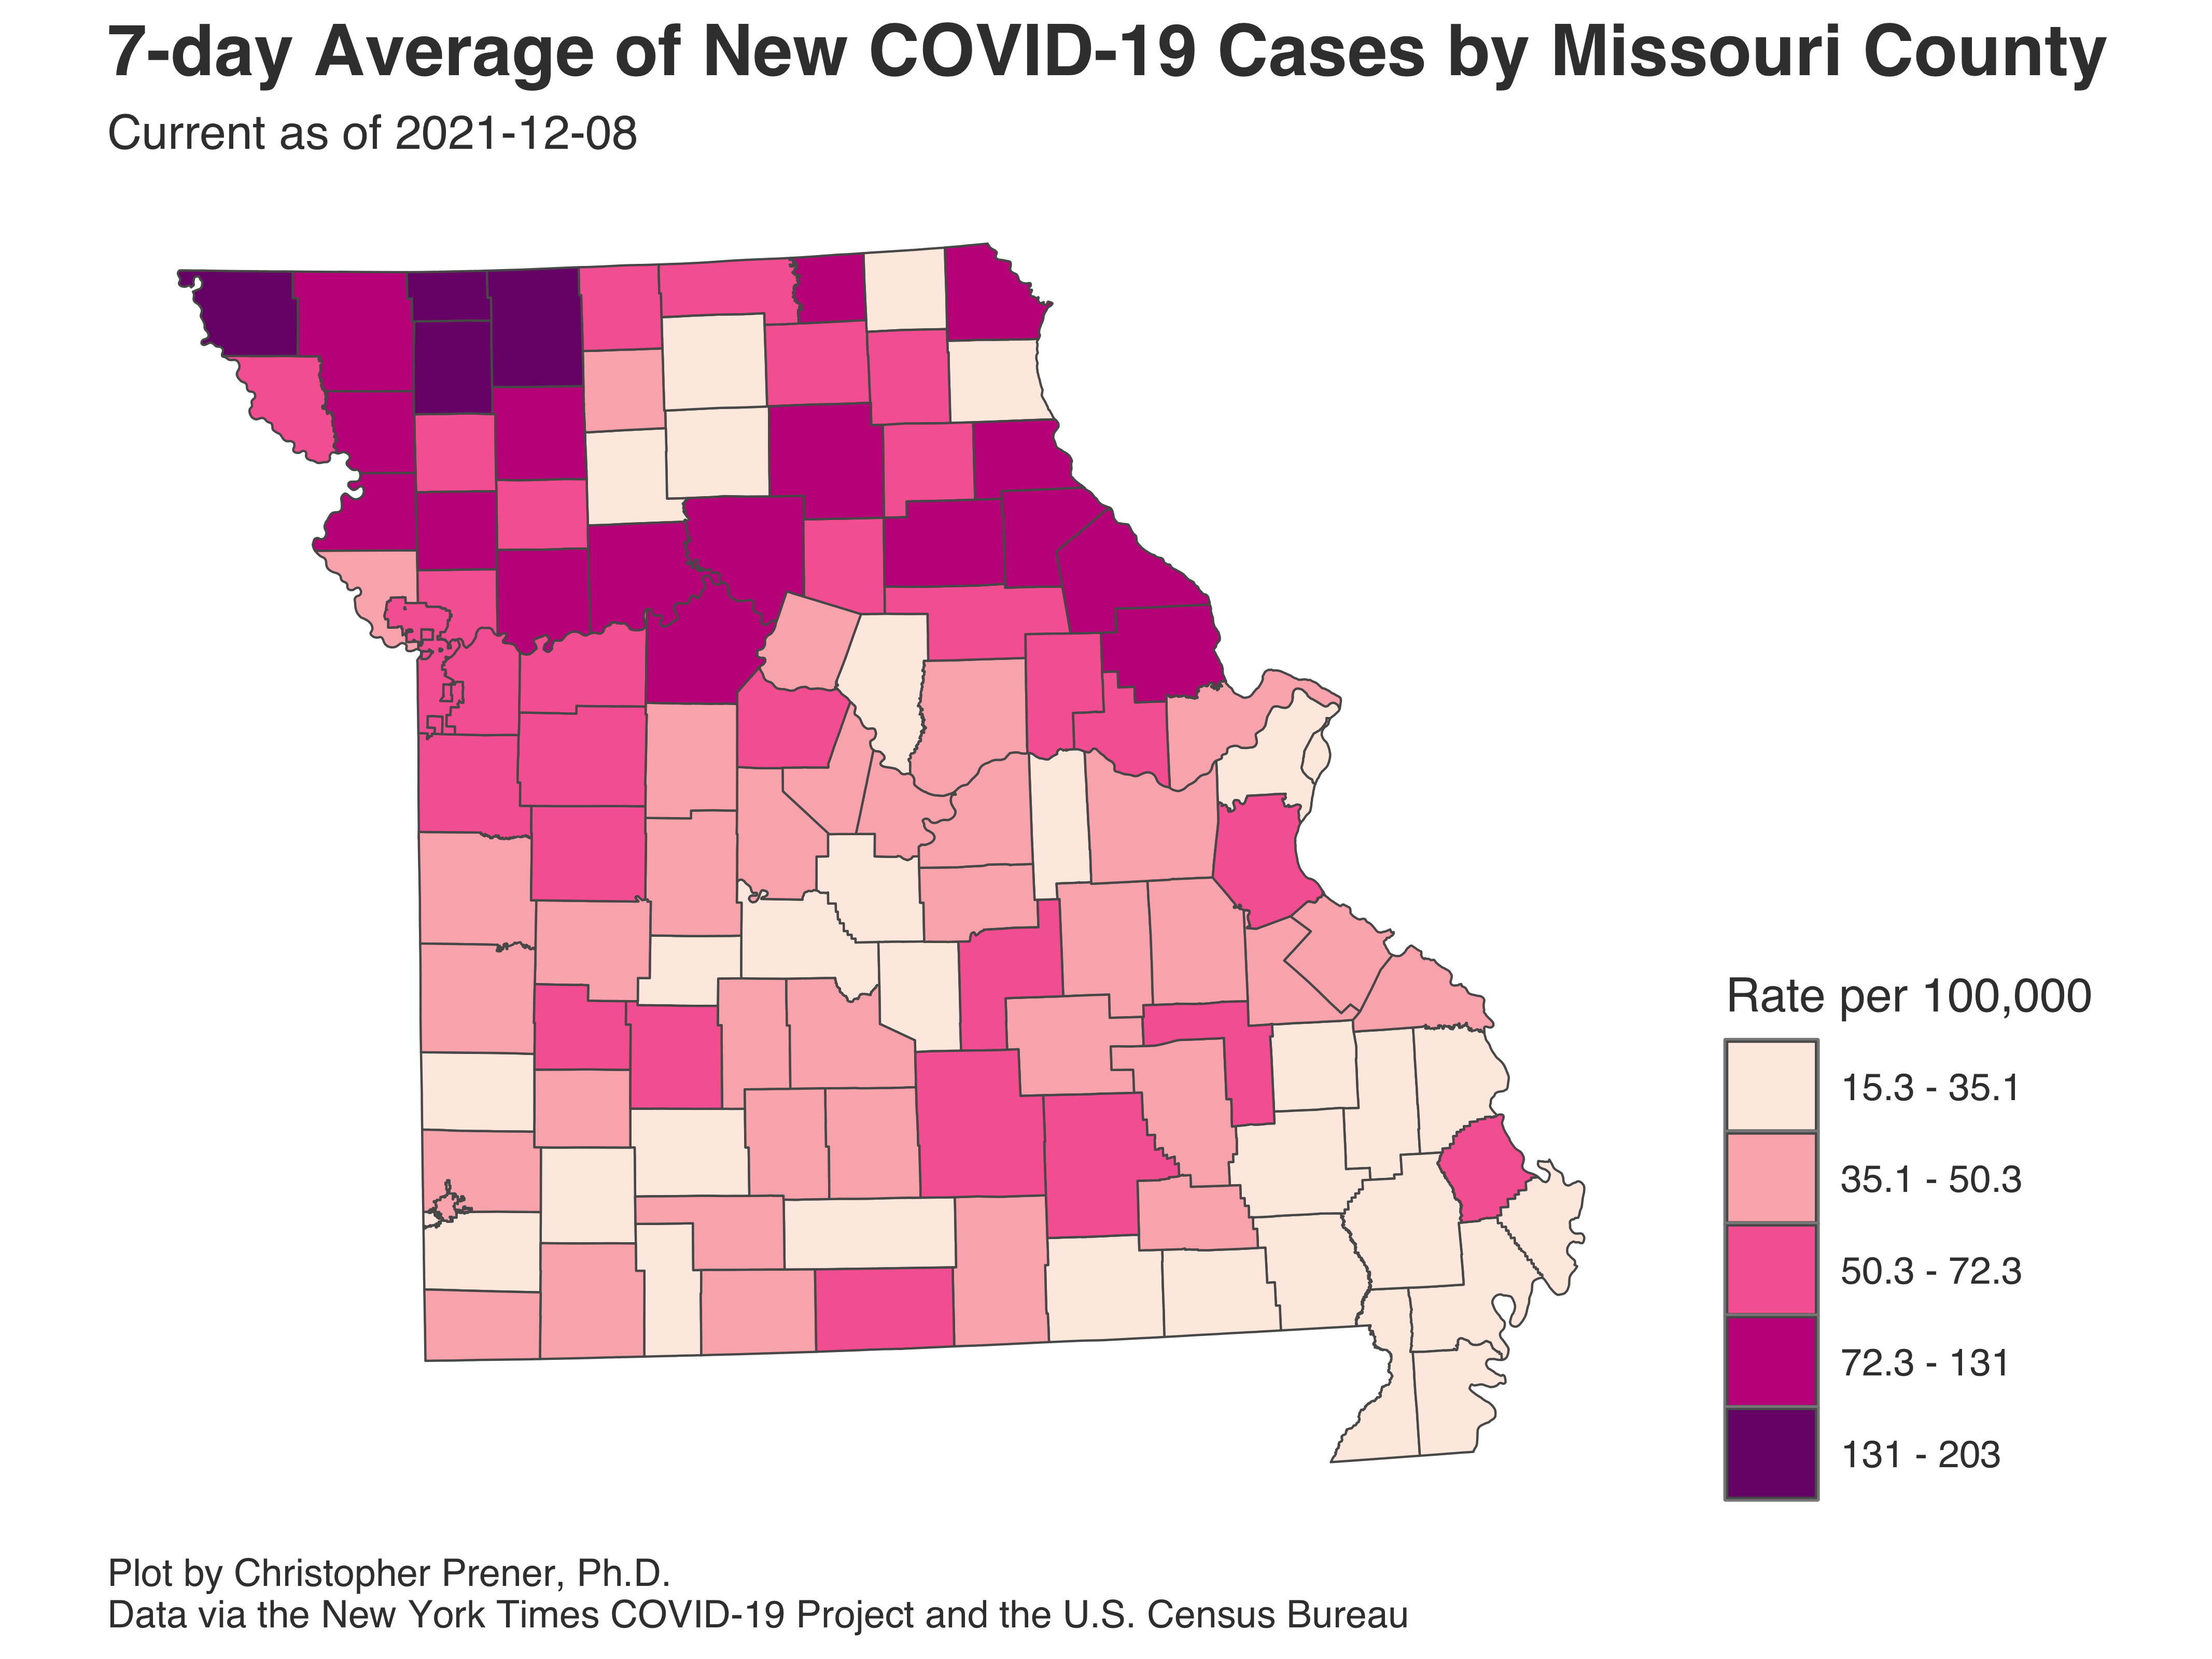 7-day Average of New COVID-19 Cases by Missouri County
Current as of 2021-12-08
Rate per 100,000
15.3 - 35.1
35.1 - 50.3
50.3 - 72.3
72.3 - 131
131 - 203
Plot by Christopher Prener, Ph.D.
Data via the New York Times COVID-19 Project and the U.S. Census Bureau